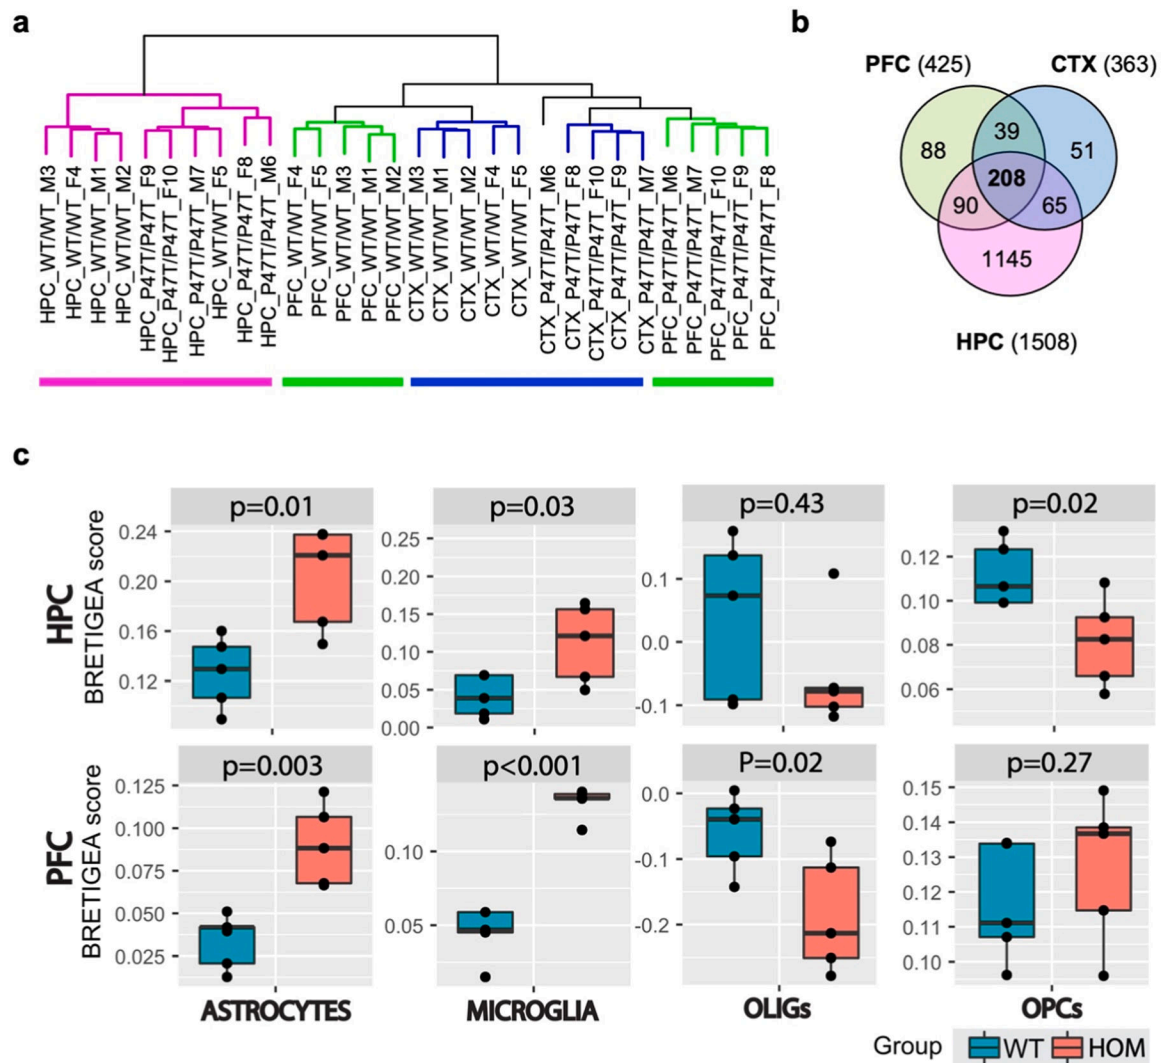 a
HPC_WT/WT_M3
HPC_WT/WT_F4
HPC_WT/WT_M1
HPC_WT/WT_M2
HPC_P47T/P47T_F9
HPC_P47T/P47T_F10
HPC_P47T/P47T_M7
HPC_WT/WT_F5
HPC_P47T/P47T_F8
HPC_P47T/P47T_M6
PFC_WT/WT_F4
PFC_WT/WT_F5
PFC_WT/WT_M3
PFC_WT/WT_M1
PFC_WT/WT_M2
CTX_WT/WT_M3
CTX_WT/WT_M1
CTX_WT/WT_M2
CTX_WT/WT_F4
CTX_WT/WT_F5
CTX_P47T/P47T_M6
CTX_P47T/P47T_F8
CTX_P47T/P47T_F10
CTX_P47T/P47T_F9
CTX_P47T/P47T_M7
PFC_P47T/P47T_M6
PFC_P47T/P47T_M7
PFC_P47T/P47T_F10
PFC_P47T/P47T_F9
PFC_P47T/P47T_F8
b
PFC (425) CTX (363)
88 39 51
208
90 65
1145
HPC (1508)
c
HPC
BRETIGEA score
p=0.01
0.24
0.20
0.16
0.12
p=0.03
0.25
0.20
0.15
0.10
0.05
0.00
p=0.43
0.1
0.0
-0.1
p=0.02
0.12
0.10
0.08
0.06
PFC
BRETIGEA score
p=0.003
0.125
0.100
0.075
0.050
0.025
ASTROCYTES
p<0.001
0.10
0.05
MICROGLIA
P=0.02
0.0
-0.1
-0.2
OLIGs
p=0.27
0.15
0.14
0.13
0.12
0.11
0.10
OPCs
Group WT HOM